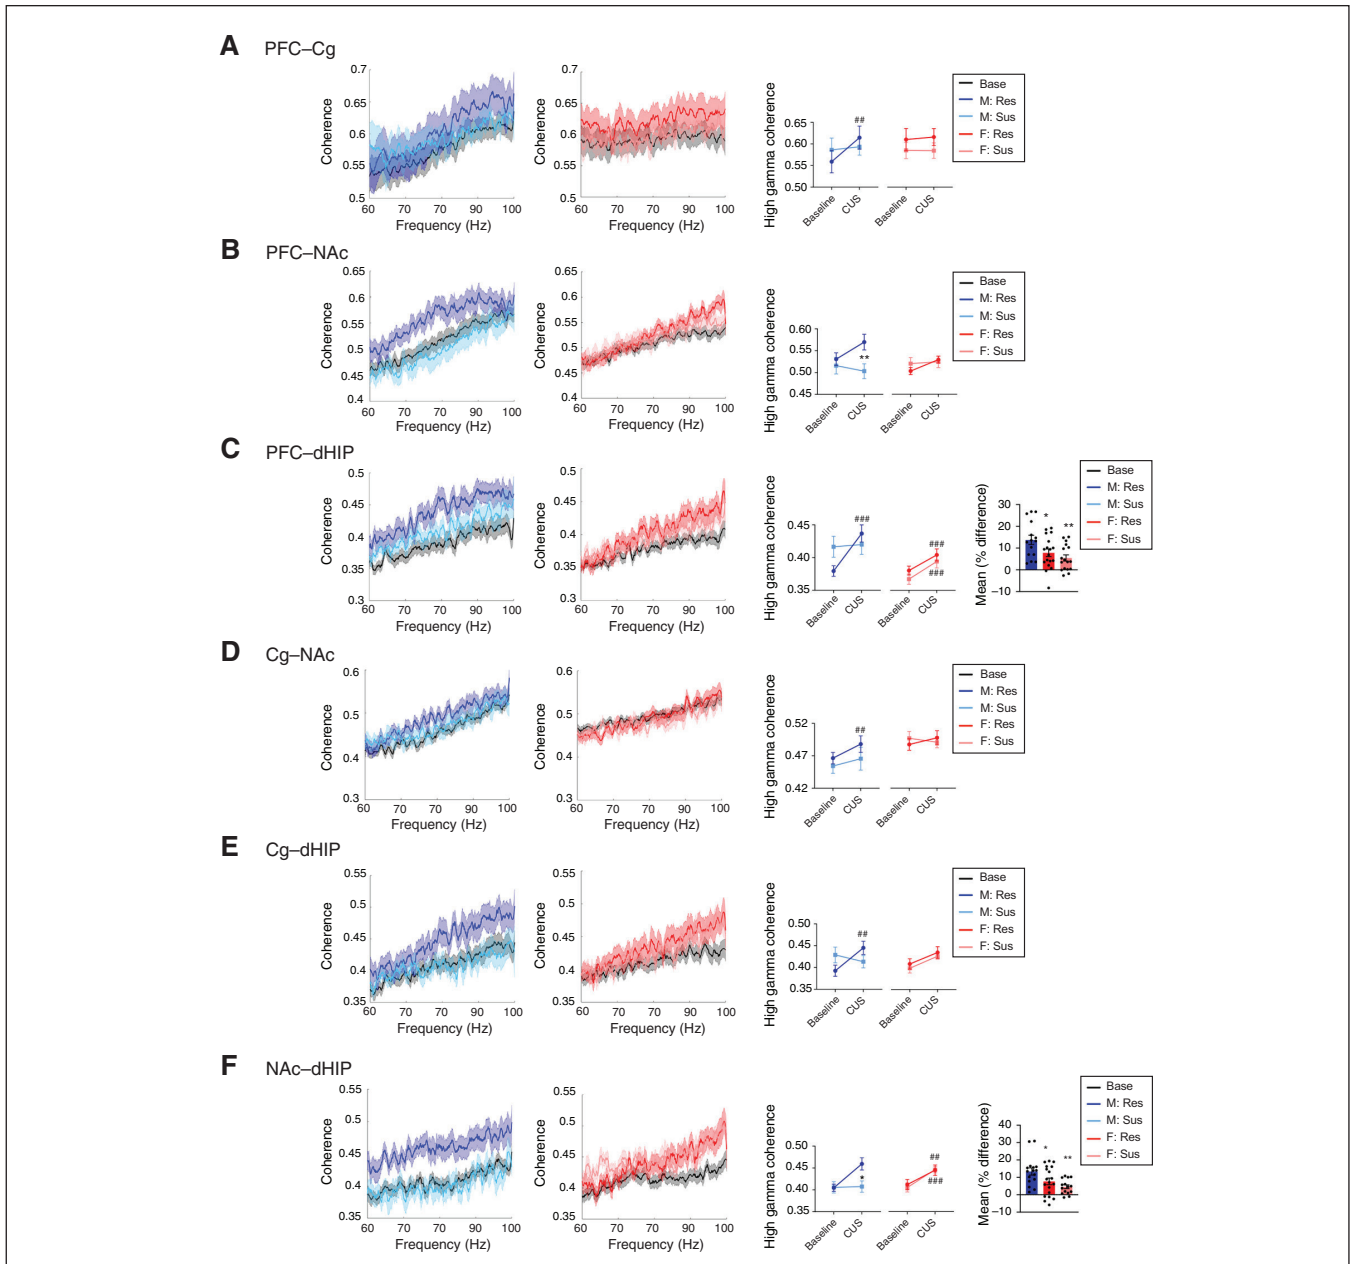 A PFC–Cg
Coherence
0.7
0.65
0.6
0.55
0.5
60 70 70 90 100
Frequency (Hz)
Coherence
0.7
0.65
0.6
0.55
0.5
60 70 70 90 100
Frequency (Hz)
High gamma coherence
0.65
0.60
0.55
0.50
##
Baseline CUS Baseline CUS
Base
M: Res
M: Sus
F: Res
F: Sus
B PFC–NAc
Coherence
0.65
0.6
0.55
0.5
0.45
0.4
60 70 70 90 100
Frequency (Hz)
Coherence
0.65
0.6
0.55
0.5
0.45
0.4
60 70 70 90 100
Frequency (Hz)
High gamma coherence
0.60
0.55
0.50
0.45
**
Baseline CUS Baseline CUS
Base
M: Res
M: Sus
F: Res
F: Sus
C PFC–dHIP
Coherence
0.5
0.45
0.4
0.35
0.3
60 70 70 90 100
Frequency (Hz)
Coherence
0.5
0.45
0.4
0.35
0.3
60 70 70 90 100
Frequency (Hz)
High gamma coherence
0.45
0.40
0.35
###
###
###
Baseline CUS Baseline CUS
Mean (% difference)
30
20
10
0
–10
*
**
Base
M: Res
M: Sus
F: Res
F: Sus
D Cg–NAc
Coherence
0.6
0.5
0.4
0.3
60 70 70 90 100
Frequency (Hz)
Coherence
0.6
0.5
0.4
0.3
60 70 70 90 100
Frequency (Hz)
High gamma coherence
0.52
0.47
0.42
##
Baseline CUS Baseline CUS
Base
M: Res
M: Sus
F: Res
F: Sus
E Cg–dHIP
Coherence
0.55
0.5
0.45
0.4
0.35
60 70 70 90 100
Frequency (Hz)
Coherence
0.55
0.5
0.45
0.4
0.35
60 70 70 90 100
Frequency (Hz)
High gamma coherence
0.50
0.45
0.40
0.35
##
Baseline CUS Baseline CUS
Base
M: Res
M: Sus
F: Res
F: Sus
F NAc–dHIP
Coherence
0.55
0.5
0.45
0.4
0.35
60 70 70 90 100
Frequency (Hz)
Coherence
0.55
0.5
0.45
0.4
0.35
60 70 70 90 100
Frequency (Hz)
High gamma coherence
0.50
0.45
0.40
0.35
*
##
###
Baseline CUS Baseline CUS
Mean (% difference)
40
30
20
10
0
–10
*
**
Base
M: Res
M: Sus
F: Res
F: Sus